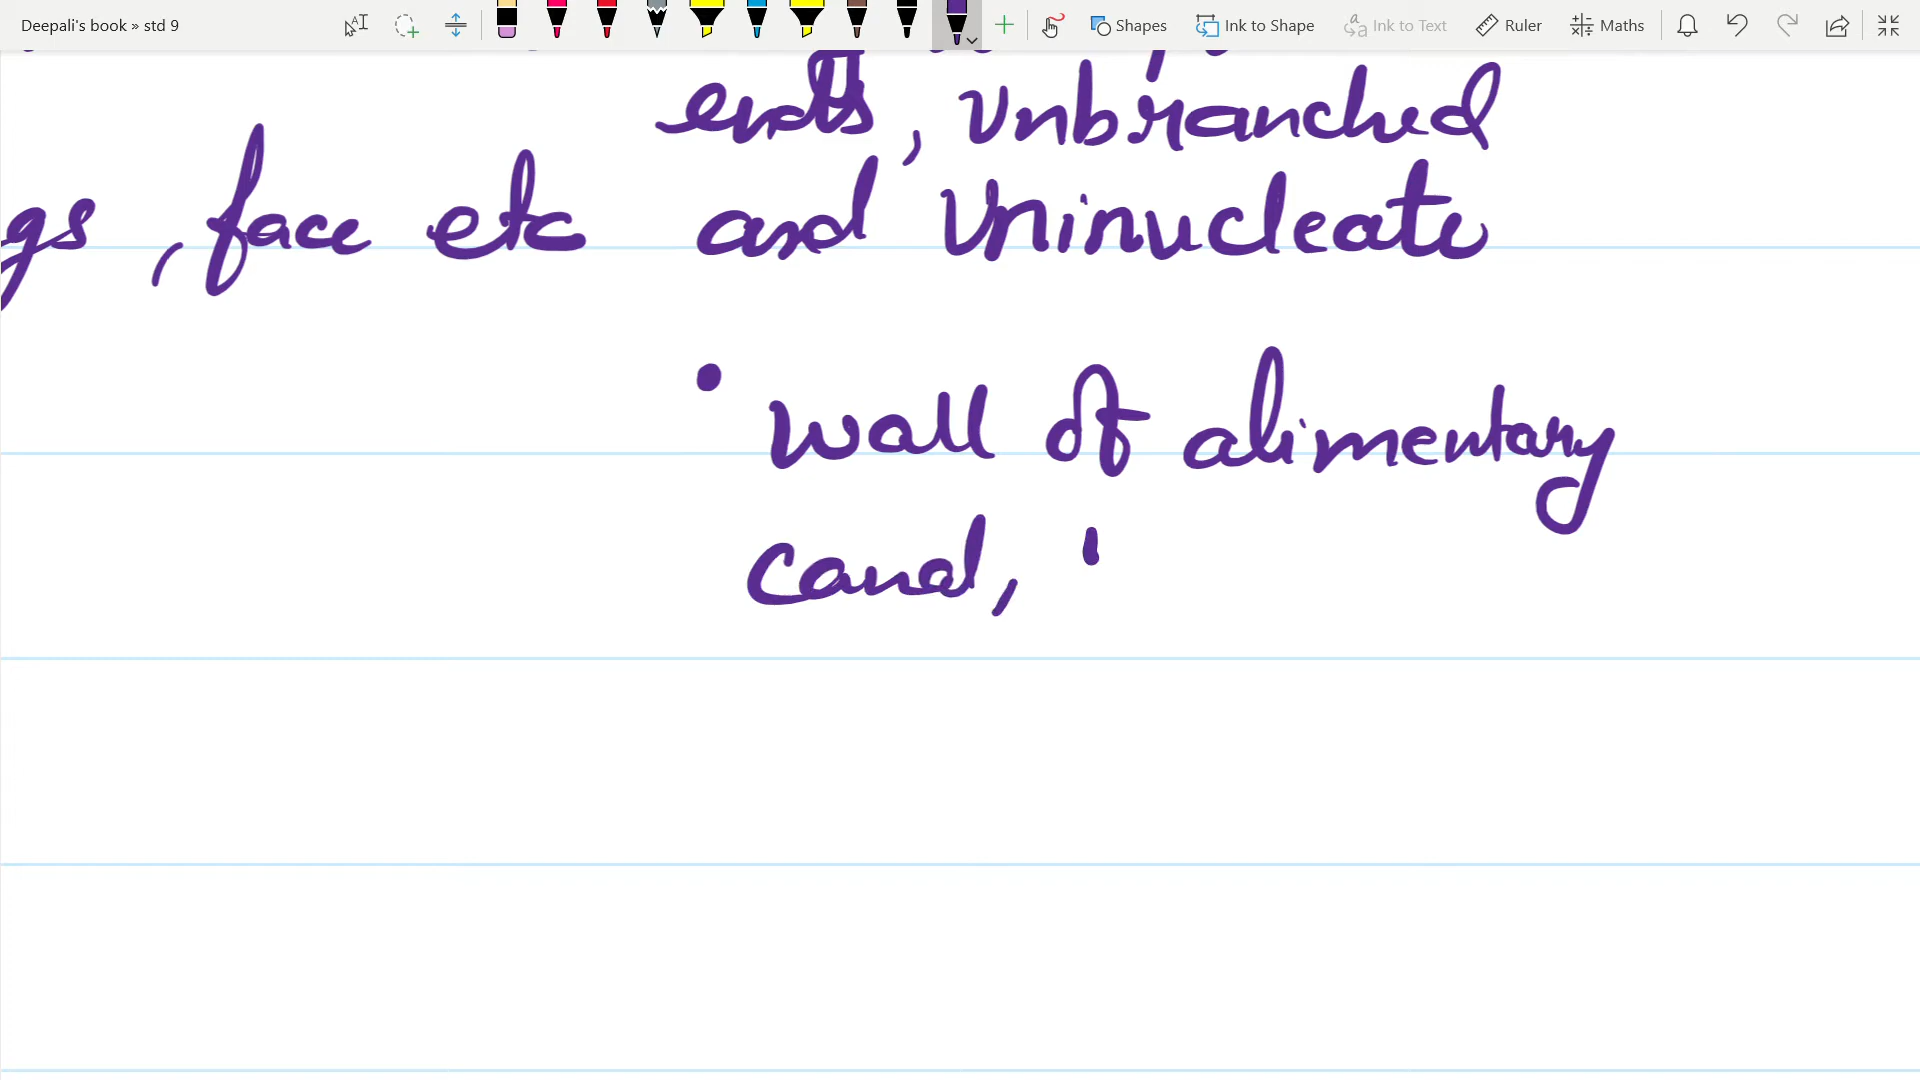 Deepali's book » std 9
Shapes
Ink to Shape
Ink to Text
Ruler
Maths
ends, unbranched
gs, face etc and uninucleate
• wall of alimentary
canal,